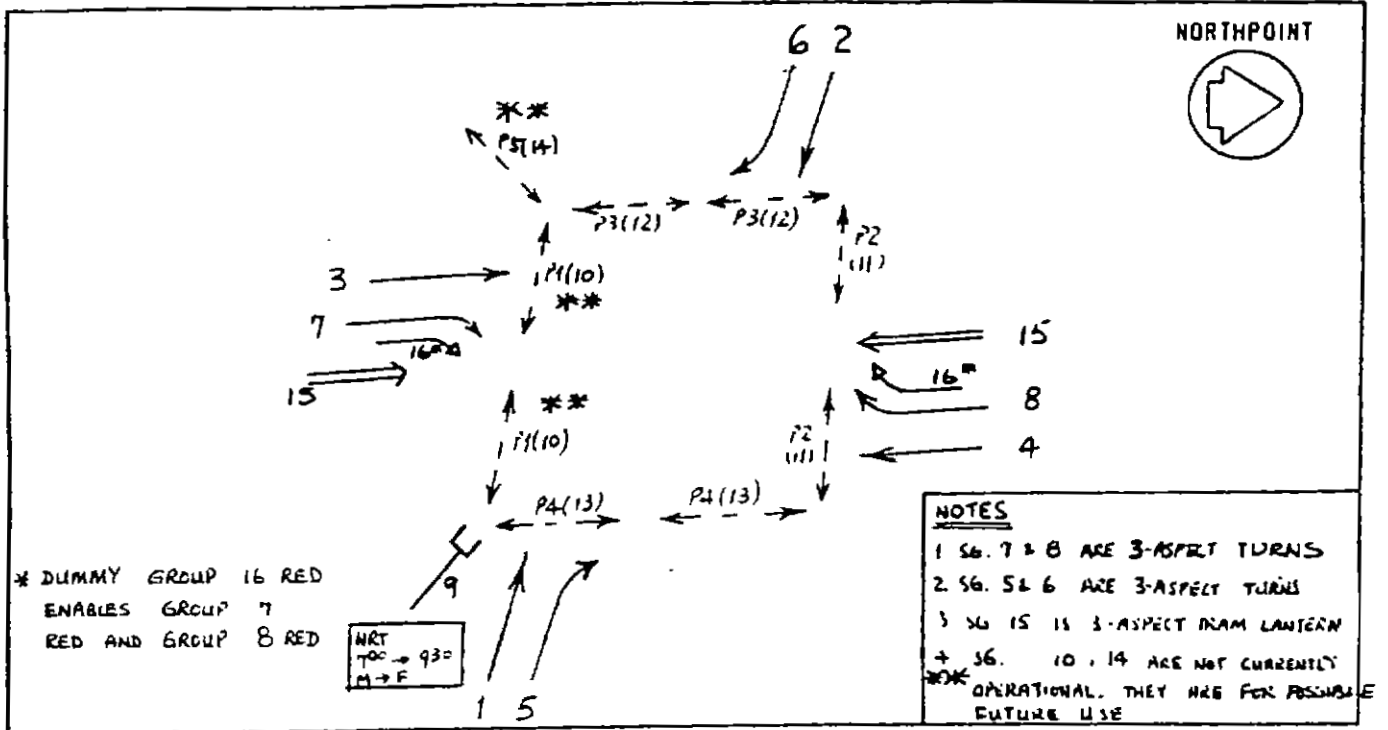 6 2
NORTHPOINT
**
P5(14)
P3(12) P3(12)
P2
(11)
3
P1(10)
**
7
16*
15
15
16*
8
**
P1(10)
P2
(11)
4
P4(13) P4(13)
9
1 5
* DUMMY GROUP 16 RED
ENABLES GROUP 7
RED AND GROUP 8 RED
NRT
7⁰⁰ → 9³⁰
M → F
NOTES
1 SG. 7 & 8 ARE 3-ASPECT TURNS
2. SG. 5 & 6 ARE 3-ASPECT TURNS
3 SG 15 IS 3-ASPECT TRAM LANTERN
4 SG. 10, 14 ARE NOT CURRENTLY
** OPERATIONAL. THEY ARE FOR POSSIBLE
FUTURE USE